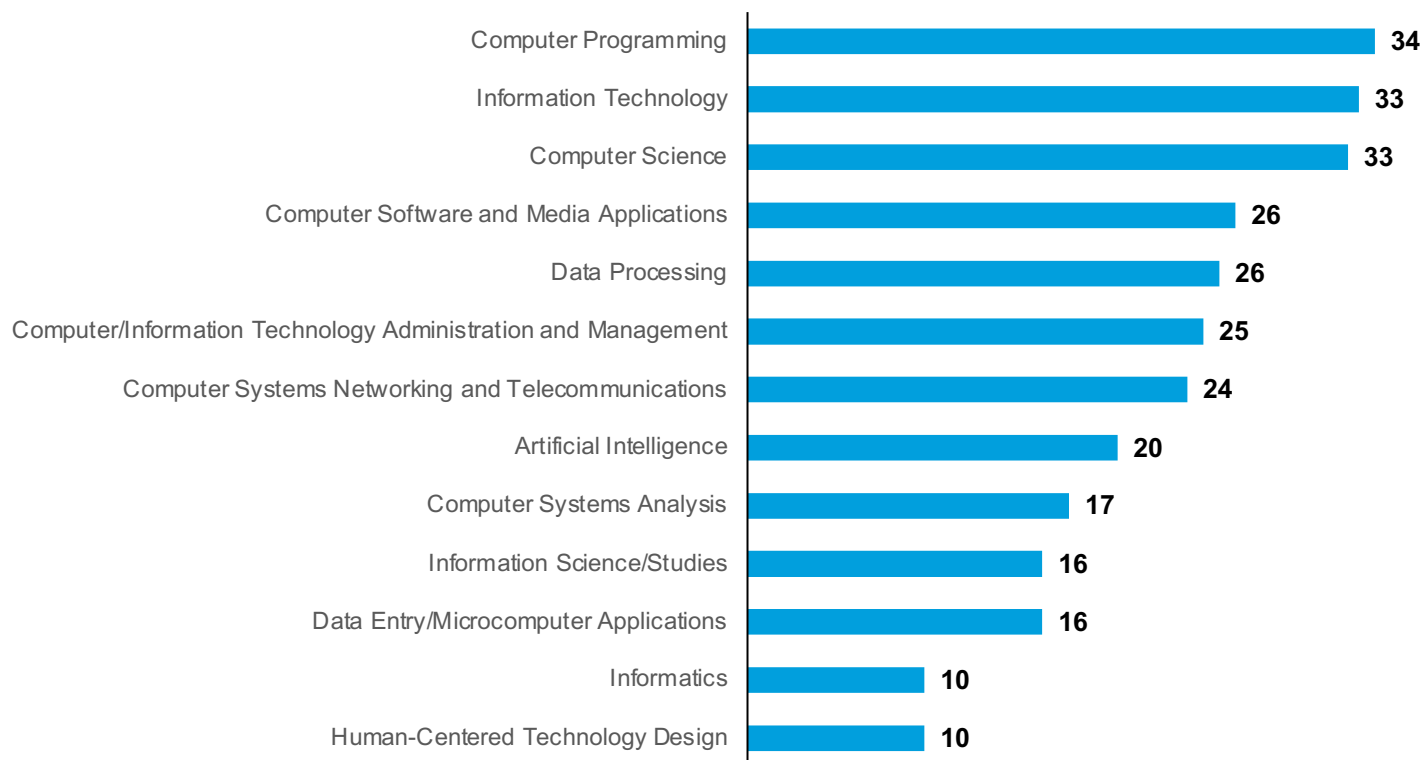 Computer Programming 34
Information Technology 33
Computer Science 33
Computer Software and Media Applications 26
Data Processing 26
Computer/Information Technology Administration and Management 25
Computer Systems Networking and Telecommunications 24
Artificial Intelligence 20
Computer Systems Analysis 17
Information Science/Studies 16
Data Entry/Microcomputer Applications 16
Informatics 10
Human-Centered Technology Design 10